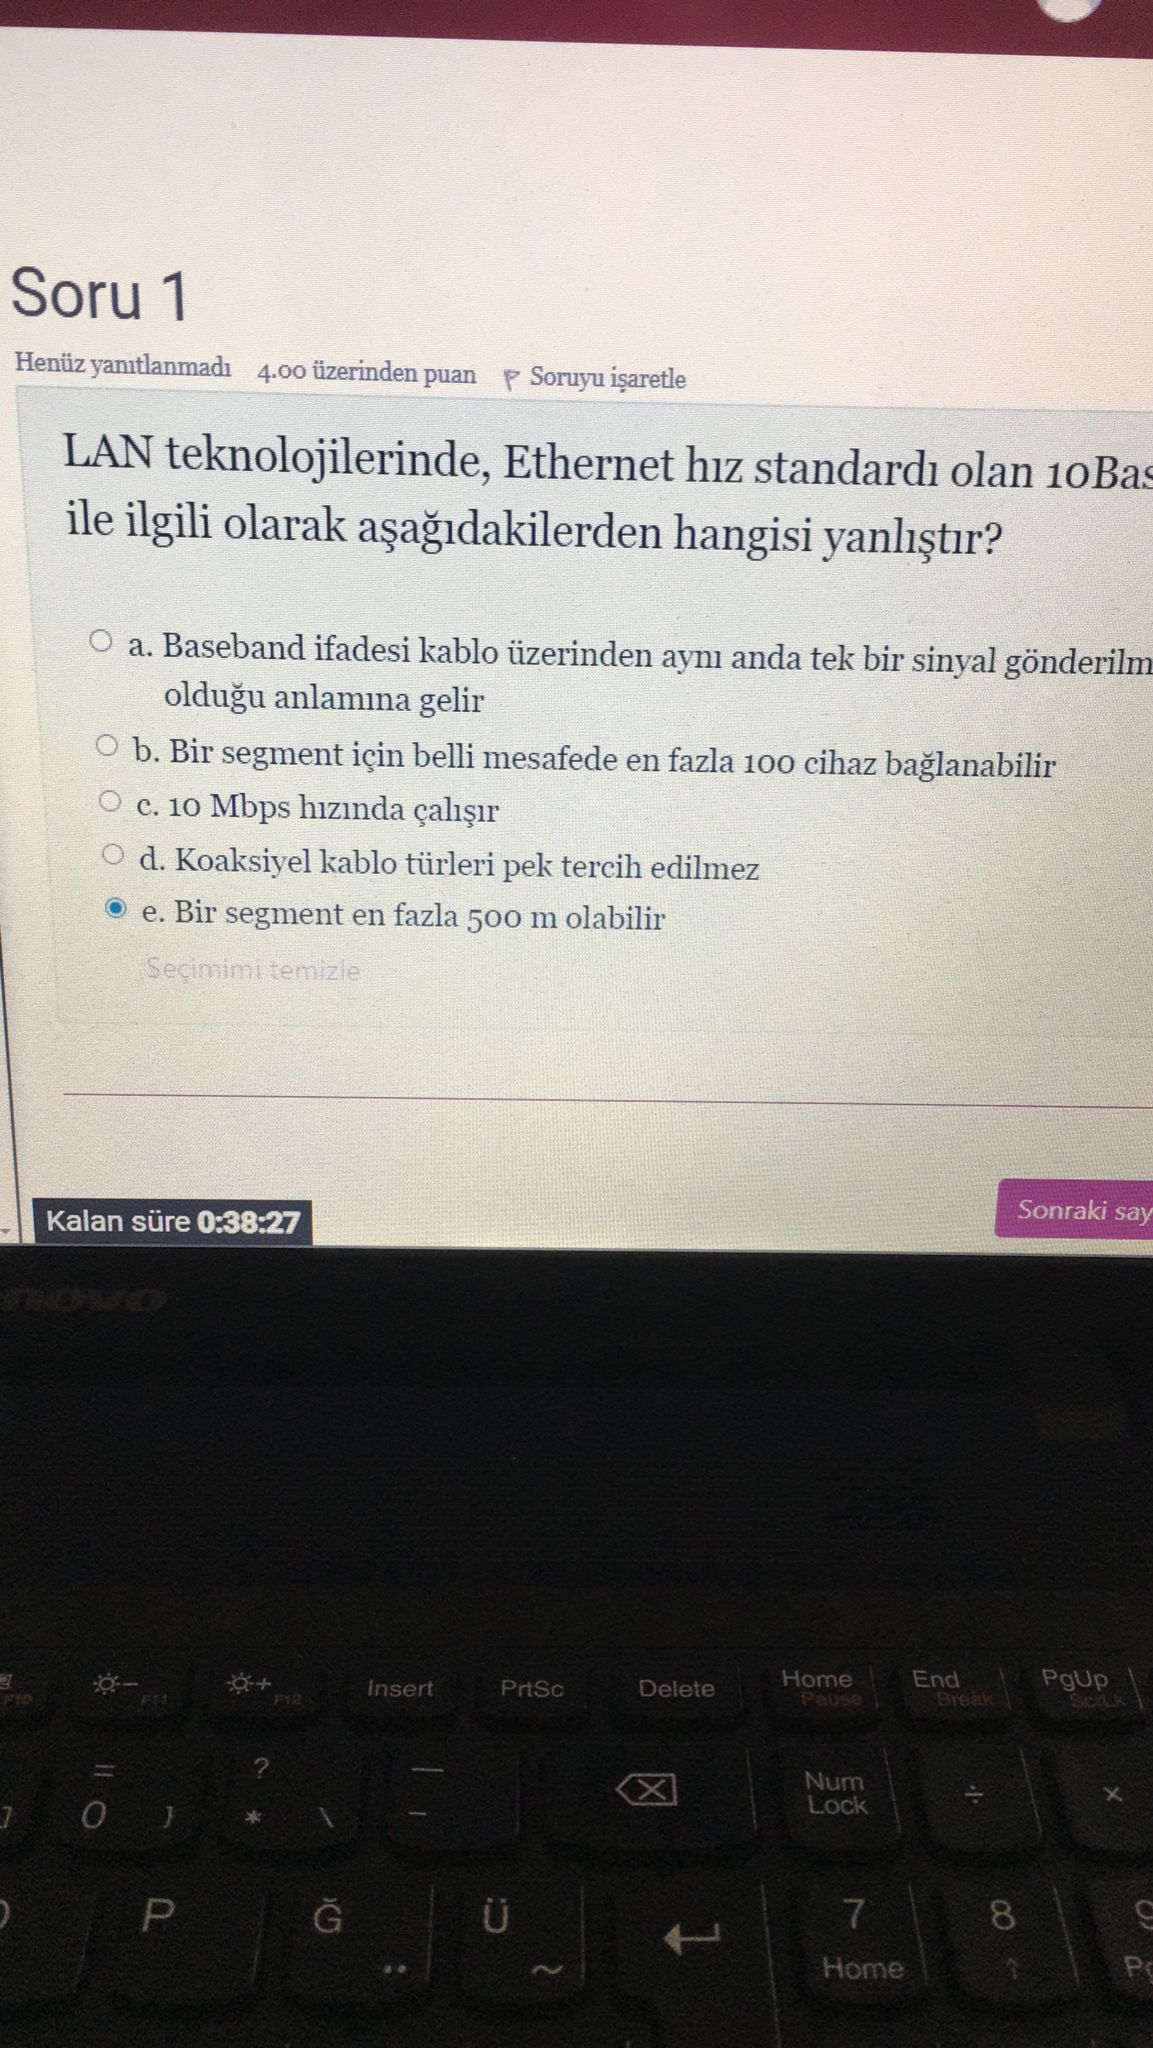 Soru 1
Henüz yanıtlanmadı 4.00 üzerinden puan Soruyu işaretle
LAN teknolojilerinde, Ethernet hız standardı olan 10Bas
ile ilgili olarak aşağıdakilerden hangisi yanlıştır?
a. Baseband ifadesi kablo üzerinden aynı anda tek bir sinyal gönderilm
olduğu anlamına gelir
b. Bir segment için belli mesafede en fazla 100 cihaz bağlanabilir
c. 10 Mbps hızında çalışır
d. Koaksiyel kablo türleri pek tercih edilmez
e. Bir segment en fazla 500 m olabilir
Seçimimi temizle
Kalan süre 0:38:27
Sonraki say
novo
F10 F11 F12 Insert PrtSc Delete Home End PgUp
Pause Break ScrLk
= ? — Num
] 0 } * \ - Lock ÷ ×
P Ğ Ü 7 8 9
¨ ~ Home ↑